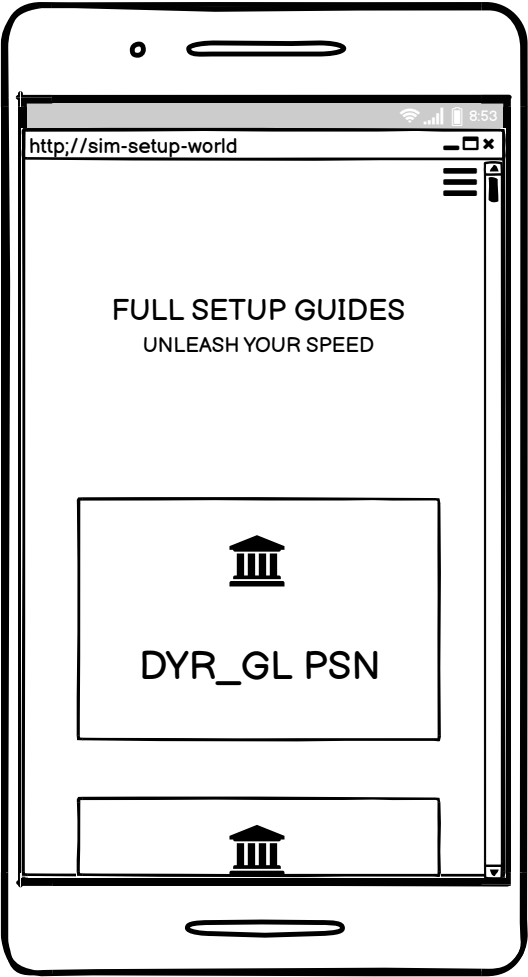 8:53
http;//sim-setup-world
FULL SETUP GUIDES
UNLEASH YOUR SPEED
DYR_GL PSN